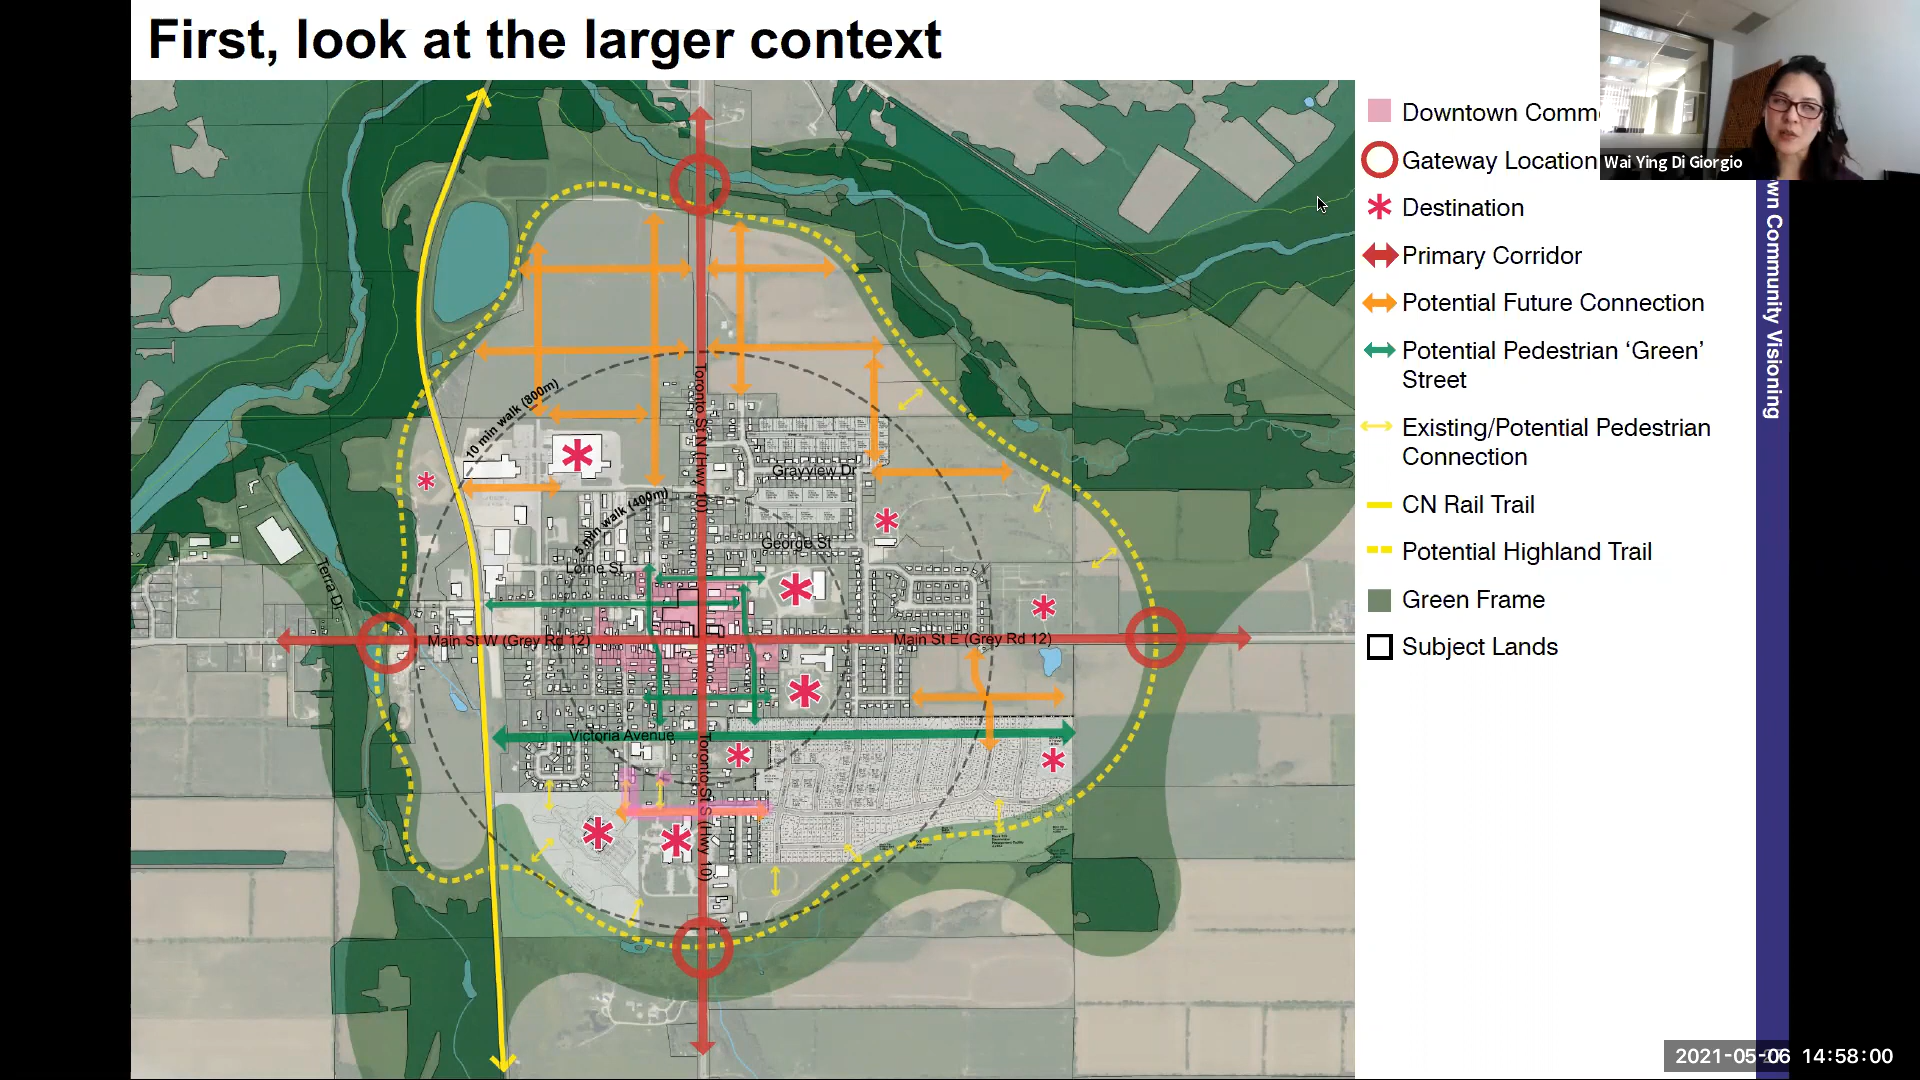 First, look at the larger context
Downtown Comm
Gateway Location
Wai Ying Di Giorgio
Destination
Primary Corridor
Potential Future Connection
Potential Pedestrian ‘Green’
Street
Existing/Potential Pedestrian
Connection
CN Rail Trail
Potential Highland Trail
Green Frame
Subject Lands
wn Community Visioning
10 min walk (800m)
5 min walk (400m)
Toronto St N (Hwy 10)
Grayview Dr
George St
Lorne St
Terra Dr
Main St W (Grey Rd 12)
Main St E (Grey Rd 12)
Victoria Avenue
Toronto St S (Hwy 10)
2021-05-06 14:58:00